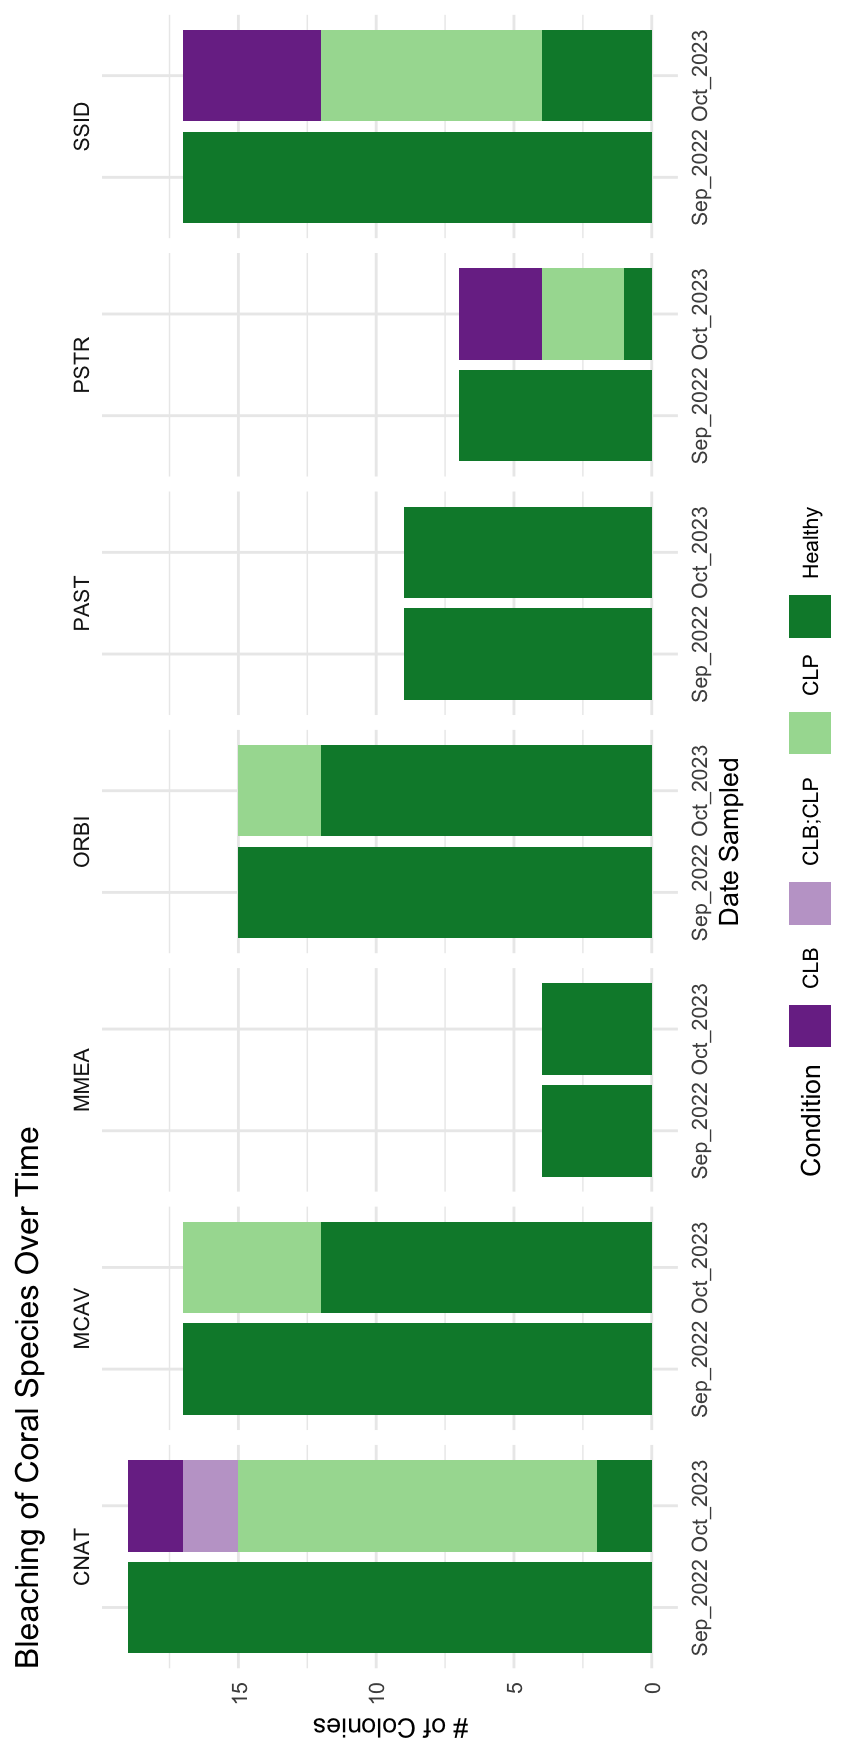 Bleaching of Coral Species Over Time
CNAT MCAV MMEA ORBI PAST PSTR SSID
15
10
5
0
# of Colonies
Sep_2022 Oct_2023 Sep_2022 Oct_2023 Sep_2022 Oct_2023 Sep_2022 Oct_2023 Sep_2022 Oct_2023 Sep_2022 Oct_2023 Sep_2022 Oct_2023
Date Sampled
Condition CLB CLB;CLP CLP Healthy